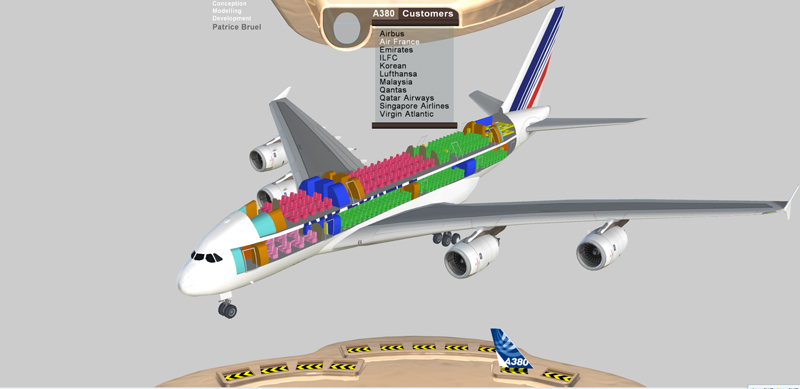 Conception
Modelling
Development
Patrice Bruel
A380 Customers
Airbus
Air France
Emirates
ILFC
Korean
Lufthansa
Malaysia
Qantas
Qatar Airways
Singapore Airlines
Virgin Atlantic
A380